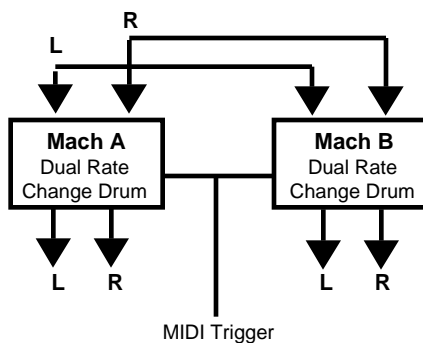 R
L
Mach A
Dual Rate
Change Drum
Mach B
Dual Rate
Change Drum
L
R
L
R
MIDI Trigger